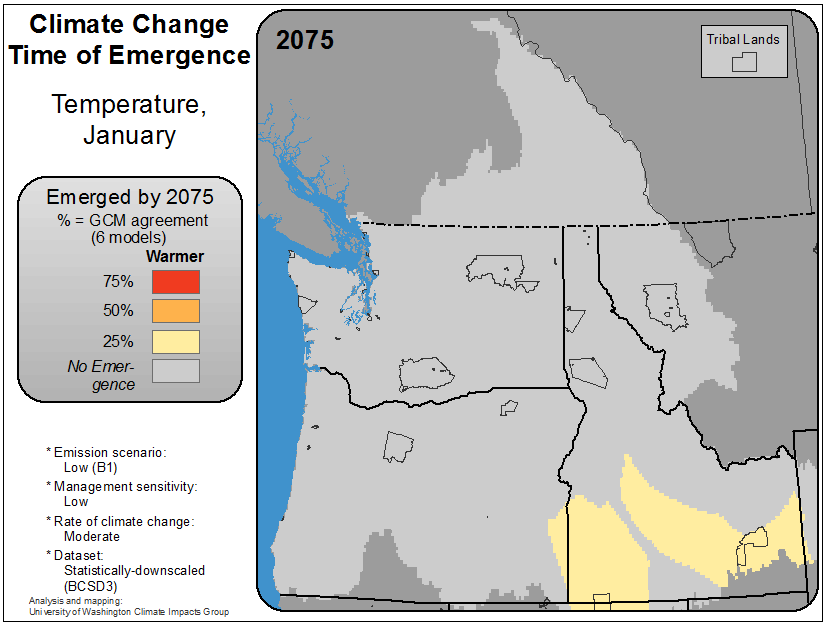 Climate Change
Time of Emergence
Temperature,
January
Emerged by 2075
% = GCM agreement
(6 models)
Warmer
75%
50%
25%
No Emer-
gence
* Emission scenario:
Low (B1)
* Management sensitivity:
Low
* Rate of climate change:
Moderate
* Dataset:
Statistically-downscaled
(BCSD3)
Analysis and mapping:
University of Washington Climate Impacts Group
2075
Tribal Lands